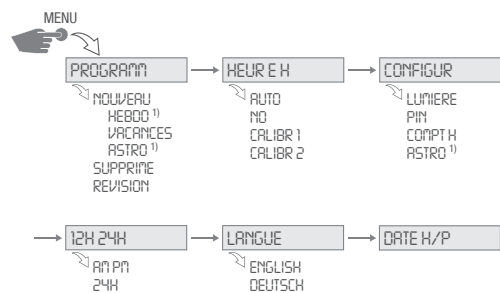 MENU
PROGRAMM
NOUVEAU
HEBDO 1)
VACANCES
ASTRO 1)
SUPPRIME
REVISION
HEUR E H
AUTO
NO
CALIBR 1
CALIBR 2
CONFIGUR
LUMIERE
PIN
COMPT H
ASTRO 1)
12H 24H
AM PM
24H
LANGUE
ENGLISH
DEUTSCH
DATE H/P